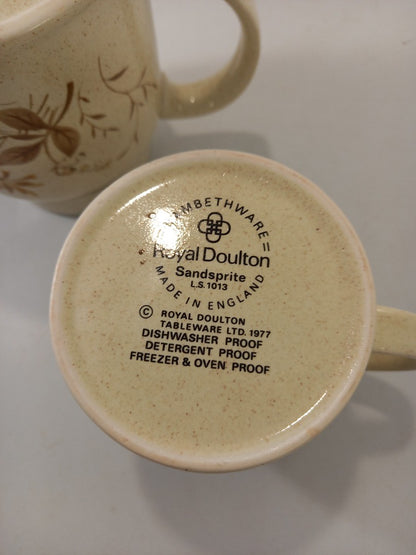 LAMBETHWARE
Royal Doulton
Sandsprite
L.S.1013
MADE IN ENGLAND
© ROYAL DOULTON
TABLEWARE LTD. 1977
DISHWASHER PROOF
DETERGENT PROOF
FREEZER & OVEN PROOF